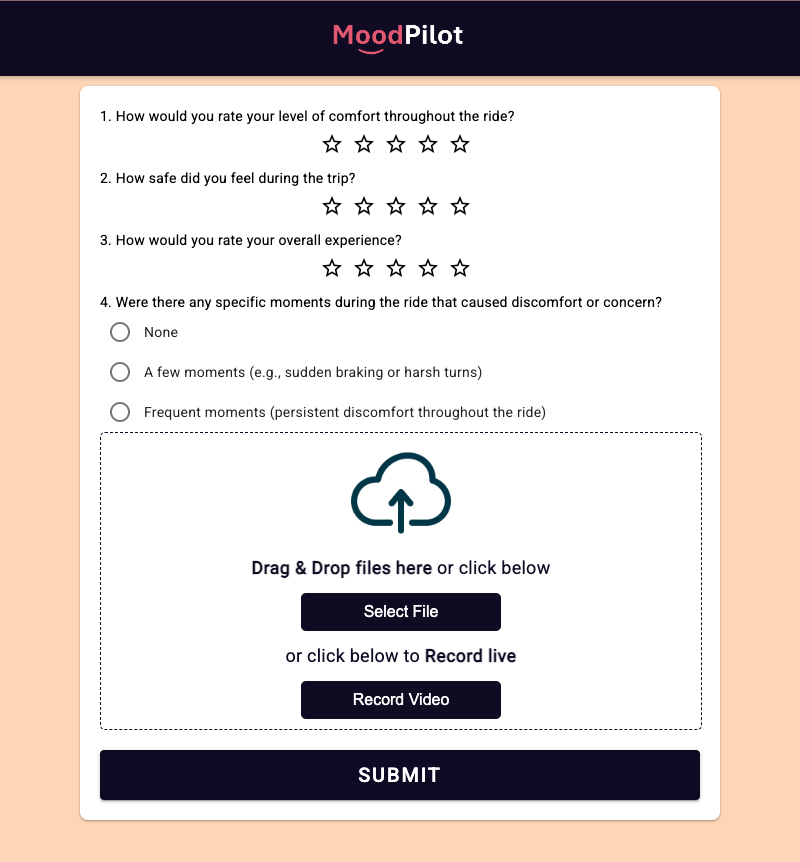 MoodPilot
1. How would you rate your level of comfort throughout the ride?
2. How safe did you feel during the trip?
3. How would you rate your overall experience?
4. Were there any specific moments during the ride that caused discomfort or concern?
None
A few moments (e.g., sudden braking or harsh turns)
Frequent moments (persistent discomfort throughout the ride)
Drag & Drop files here or click below
Select File
or click below to Record live
Record Video
SUBMIT